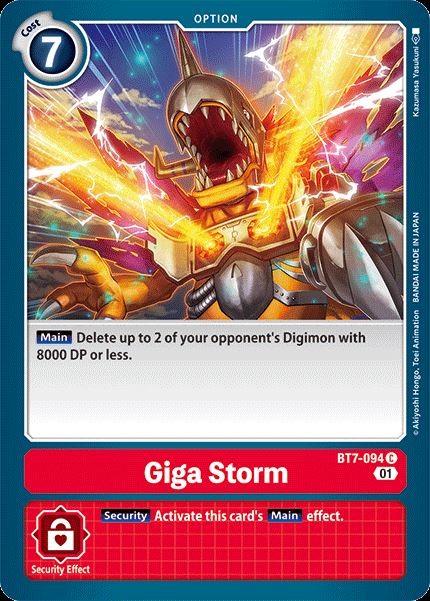 OPTION
Cost
7
Kazumasa Yasukuni
© Akiyoshi Hongo, Toei Animation BANDAI MADE IN JAPAN
Main Delete up to 2 of your opponent's Digimon with
8000 DP or less.
BT7-094 C
Giga Storm
01
Security Activate this card's Main effect.
Security Effect